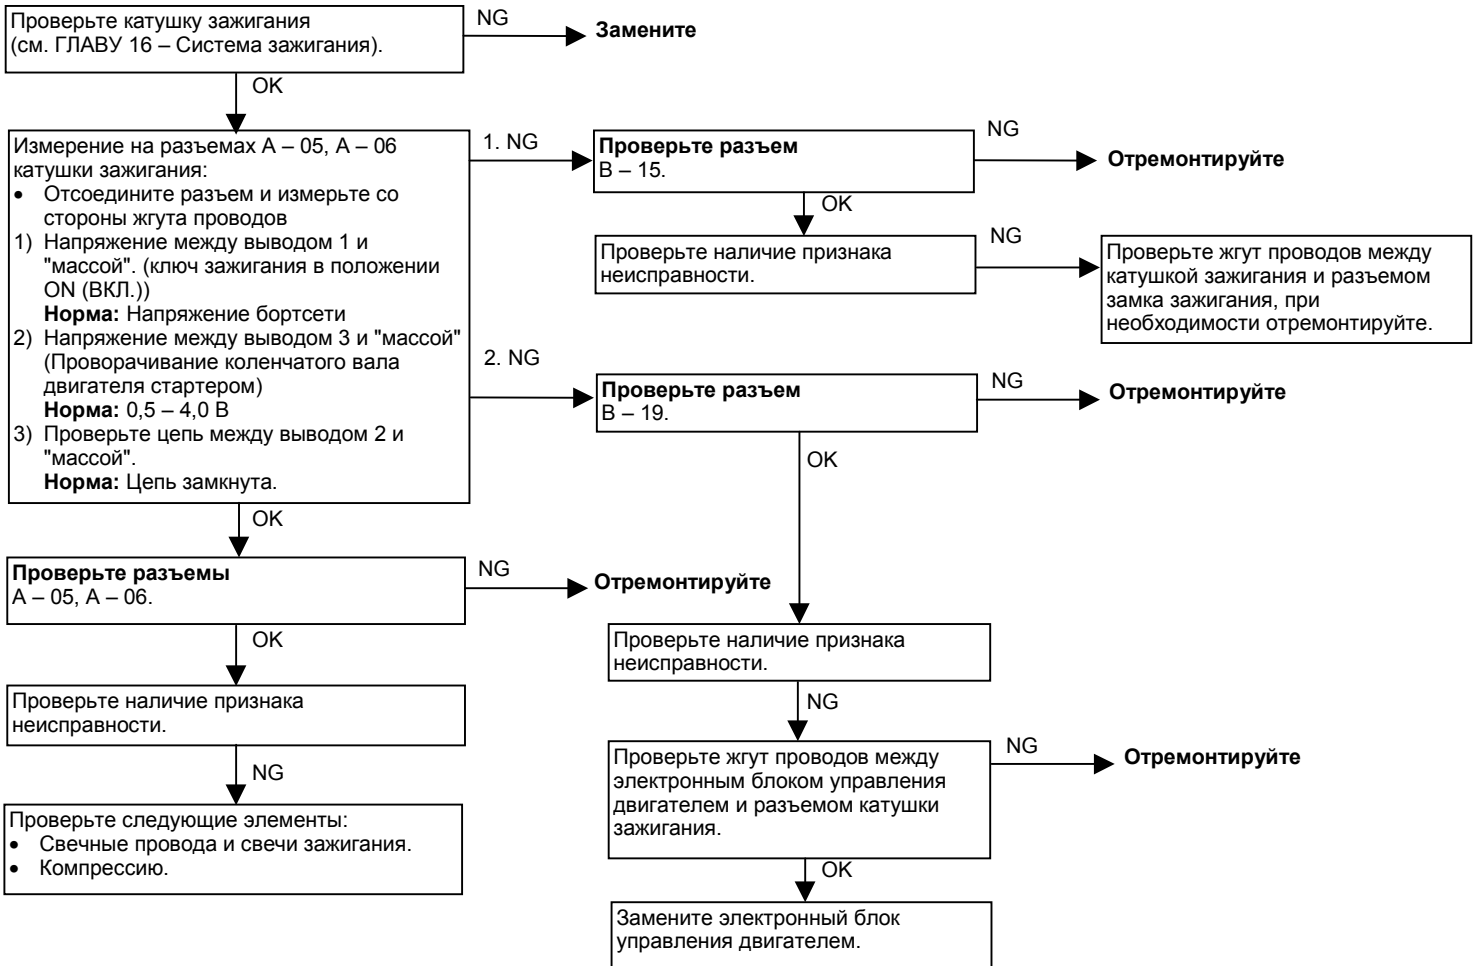 Проверьте катушку зажигания
(см. ГЛАВУ 16 – Система зажигания).
NG
Замените
OK
Измерение на разъемах А – 05, А – 06
катушки зажигания:
• Отсоедините разъем и измерьте со
стороны жгута проводов
1) Напряжение между выводом 1 и
"массой". (ключ зажигания в положении
ON (ВКЛ.))
Норма: Напряжение бортсети
2) Напряжение между выводом 3 и "массой"
(Проворачивание коленчатого вала
двигателя стартером)
Норма: 0,5 – 4,0 В
3) Проверьте цепь между выводом 2 и
"массой".
Норма: Цепь замкнута.
1. NG
Проверьте разъем
В – 15.
NG
Отремонтируйте
OK
Проверьте наличие признака
неисправности.
NG
Проверьте жгут проводов между
катушкой зажигания и разъемом
замка зажигания, при
необходимости отремонтируйте.
2. NG
Проверьте разъем
В – 19.
NG
Отремонтируйте
OK
OK
Проверьте разъемы
А – 05, А – 06.
NG
Отремонтируйте
OK
Проверьте наличие признака
неисправности.
NG
Проверьте следующие элементы:
• Свечные провода и свечи зажигания.
• Компрессию.
Проверьте наличие признака
неисправности.
NG
Проверьте жгут проводов между
электронным блоком управления
двигателем и разъемом катушки
зажигания.
NG
Отремонтируйте
OK
Замените электронный блок
управления двигателем.